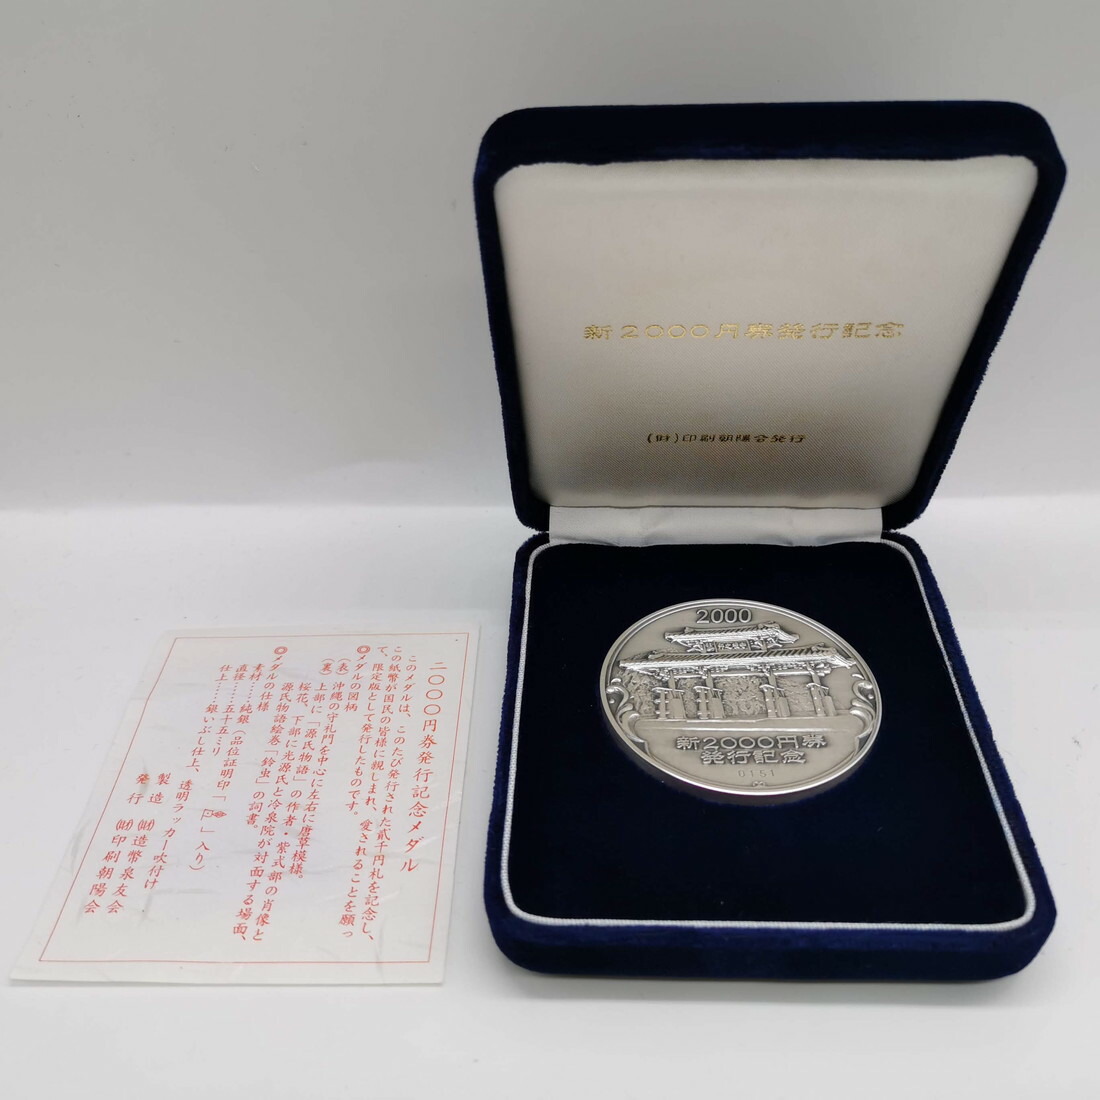 新2000円券発行記念
(財)印刷朝陽会発行
2000
新2000円券
発行記念
0151
二〇〇〇円券発行記念メダル
このメダルは、このたび発行された貳千円札を記念し、
この紙幣が国民の皆様に親しまれ、愛されることを願っ
て、限定版として発行したものです。
◎メダルの図柄
(表) 沖縄の守礼門を中心に左右に唐草模様。
(裏) 上部に「源氏物語」の作者・紫式部の肖像と
桜花、下部に光源氏と冷泉院が対面する場面、
源氏物語絵巻「鈴虫」の詞書。
◎メダルの仕様
素材……純銀(品位証明印「」入り)
直径……五十五ミリ
仕上……銀いぶし仕上、透明ラッカー吹付け
製造 ㈶造幣泉友会
発行 ㈶印刷朝陽会